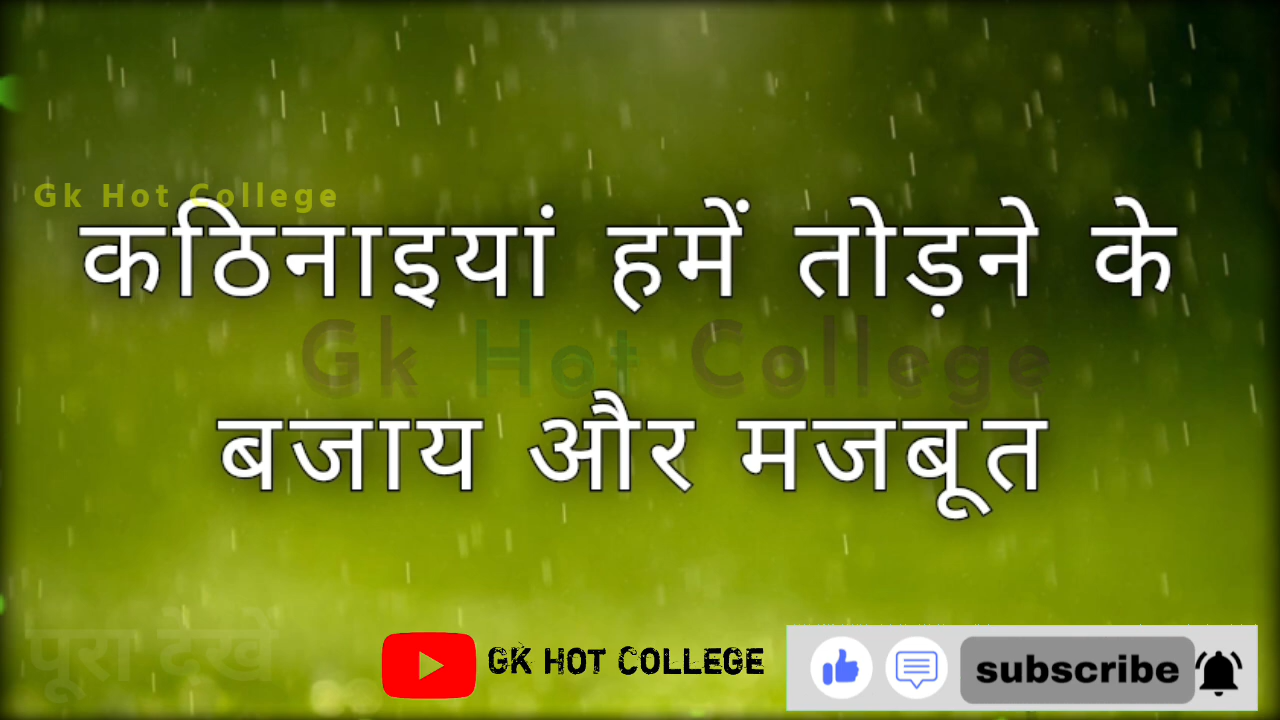 Gk Hot College
कठिनाइयां हमें तोड़ने के
Gk Hot College
बजाय और मजबूत
पूरा देखें
GK HOT COLLEGE
subscribe